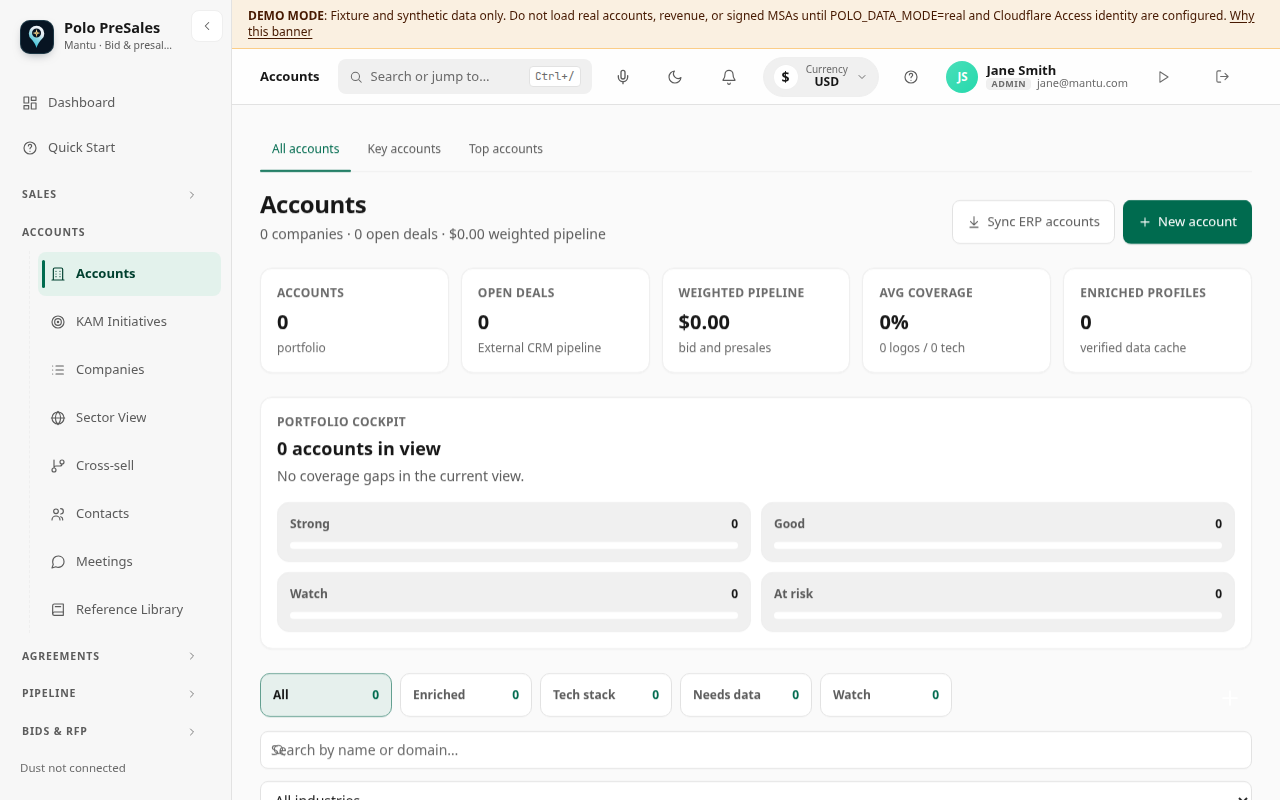 Polo PreSales
Mantu · Bid & presal...
Dashboard
Quick Start
SALES
ACCOUNTS
Accounts
KAM Initiatives
Companies
Sector View
Cross-sell
Contacts
Meetings
Reference Library
AGREEMENTS
PIPELINE
BIDS & RFP
Dust not connected
DEMO MODE: Fixture and synthetic data only. Do not load real accounts, revenue, or signed MSAs until POLO_DATA_MODE=real and Cloudflare Access identity are configured. Why
this banner
Accounts
Search or jump to...
Ctrl+/
$
Currency
USD
JS
Jane Smith
ADMIN jane@mantu.com
All accounts
Key accounts
Top accounts
Accounts
0 companies · 0 open deals · $0.00 weighted pipeline
Sync ERP accounts
New account
ACCOUNTS
0
portfolio
OPEN DEALS
0
External CRM pipeline
WEIGHTED PIPELINE
$0.00
bid and presales
AVG COVERAGE
0%
0 logos / 0 tech
ENRICHED PROFILES
0
verified data cache
PORTFOLIO COCKPIT
0 accounts in view
No coverage gaps in the current view.
Strong 0
Good 0
Watch 0
At risk 0
All 0
Enriched 0
Tech stack 0
Needs data 0
Watch 0
Search by name or domain...
All industries